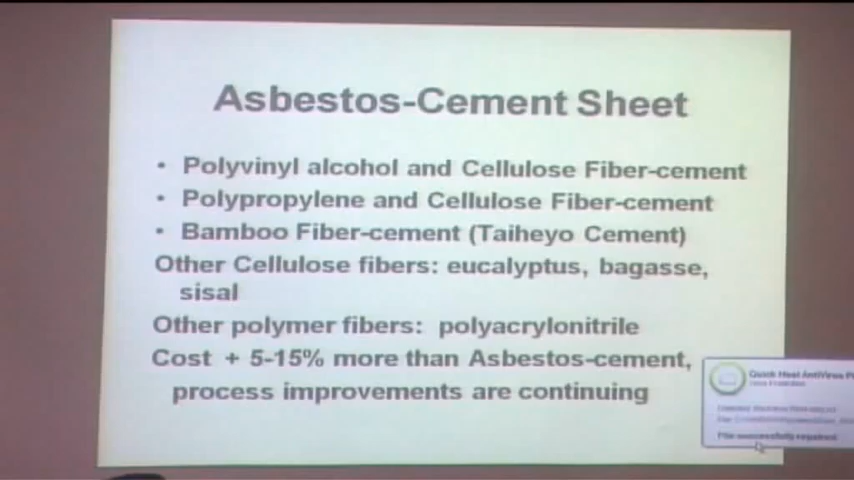 Asbestos-Cement Sheet
• Polyvinyl alcohol and Cellulose Fiber-cement
• Polypropylene and Cellulose Fiber-cement
• Bamboo Fiber-cement (Taiheyo Cement)
Other Cellulose fibers: eucalyptus, bagasse,
sisal
Other polymer fibers: polyacrylonitrile
Cost + 5-15% more than Asbestos-cement,
process improvements are continuing
Quick Heal AntiVirus
File successfully repaired